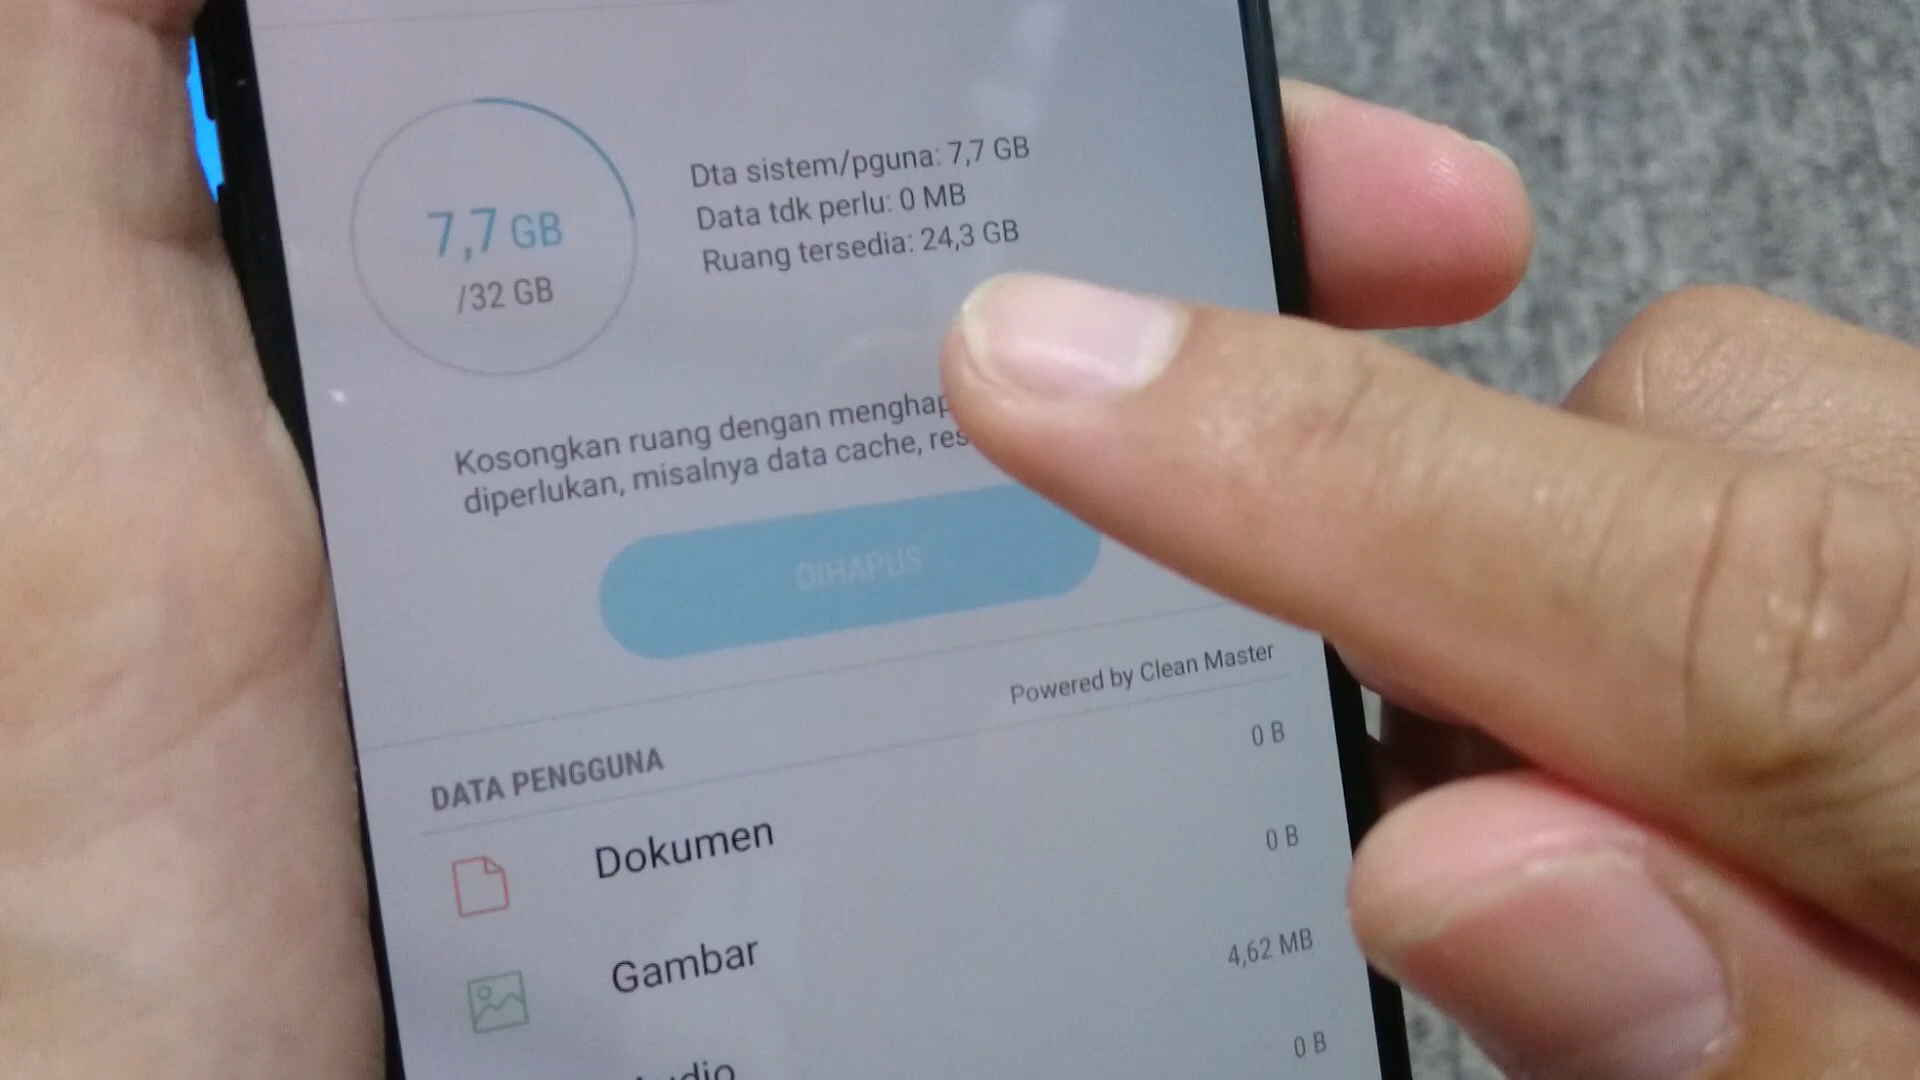 7,7 GB
/32 GB
Dta sistem/pguna: 7,7 GB
Data tdk perlu: 0 MB
Ruang tersedia: 24,3 GB
Kosongkan ruang dengan
diperlukan, misalnya data cache,
DIHAPUS
Powered by Clean Master
DATA PENGGUNA
0 B
Dokumen
0 B
Gambar
4,62 MB
0 B